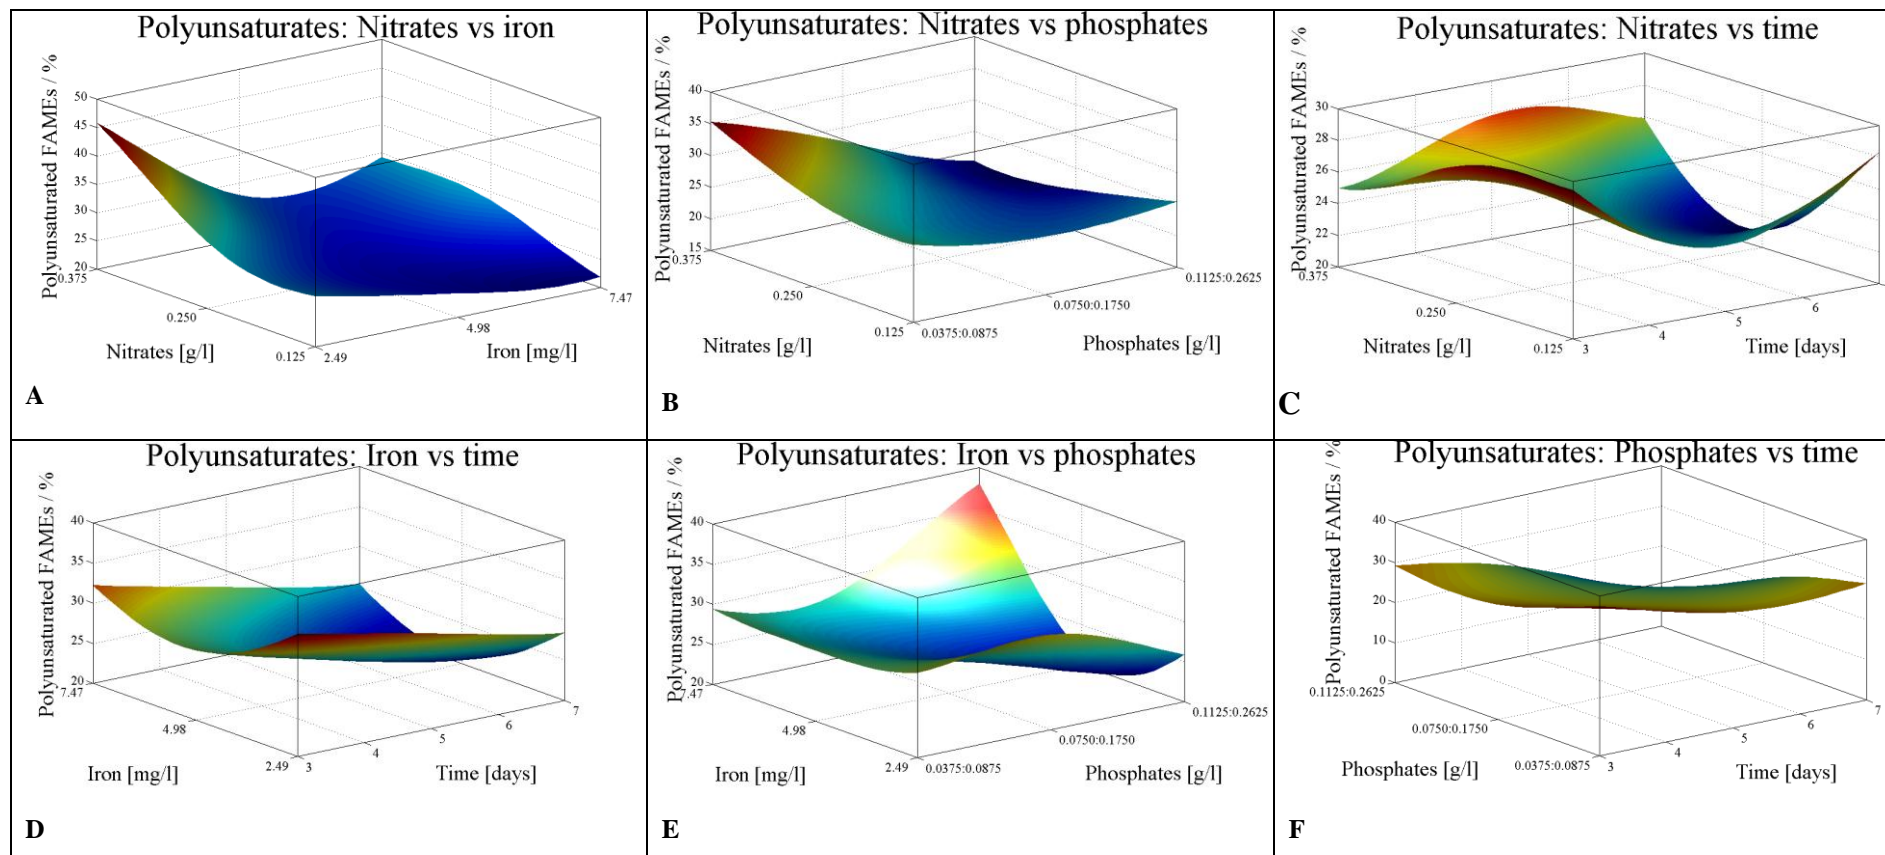 Polyunsaturates: Nitrates vs iron
Polyunsaturated FAMEs / %
50
45
40
35
30
25
20
0.375
0.250
0.125
2.49
4.98
7.47
Nitrates [g/l]
Iron [mg/l]
A
Polyunsaturates: Nitrates vs phosphates
Polyunsaturated FAMEs / %
40
35
30
25
20
15
0.375
0.250
0.125
0.0375:0.0875
0.0750:0.1750
0.1125:0.2625
Nitrates [g/l]
Phosphates [g/l]
B
Polyunsaturates: Nitrates vs time
Polyunsaturated FAMEs / %
30
28
26
24
22
20
0.375
0.250
0.125
3
4
5
6
Nitrates [g/l]
Time [days]
C
Polyunsaturates: Iron vs time
Polyunsaturated FAMEs / %
40
35
30
25
20
7.47
4.98
2.49
3
4
5
6
7
Iron [mg/l]
Time [days]
D
Polyunsaturates: Iron vs phosphates
Polyunsaturated FAMEs / %
40
35
30
25
20
7.47
4.98
2.49
0.0375:0.0875
0.0750:0.1750
0.1125:0.2625
Iron [mg/l]
Phosphates [g/l]
E
Polyunsaturates: Phosphates vs time
Polyunsaturated FAMEs / %
40
30
20
10
0
0.1125:0.2625
0.0750:0.1750
0.0375:0.0875
3
4
5
6
7
Phosphates [g/l]
Time [days]
F